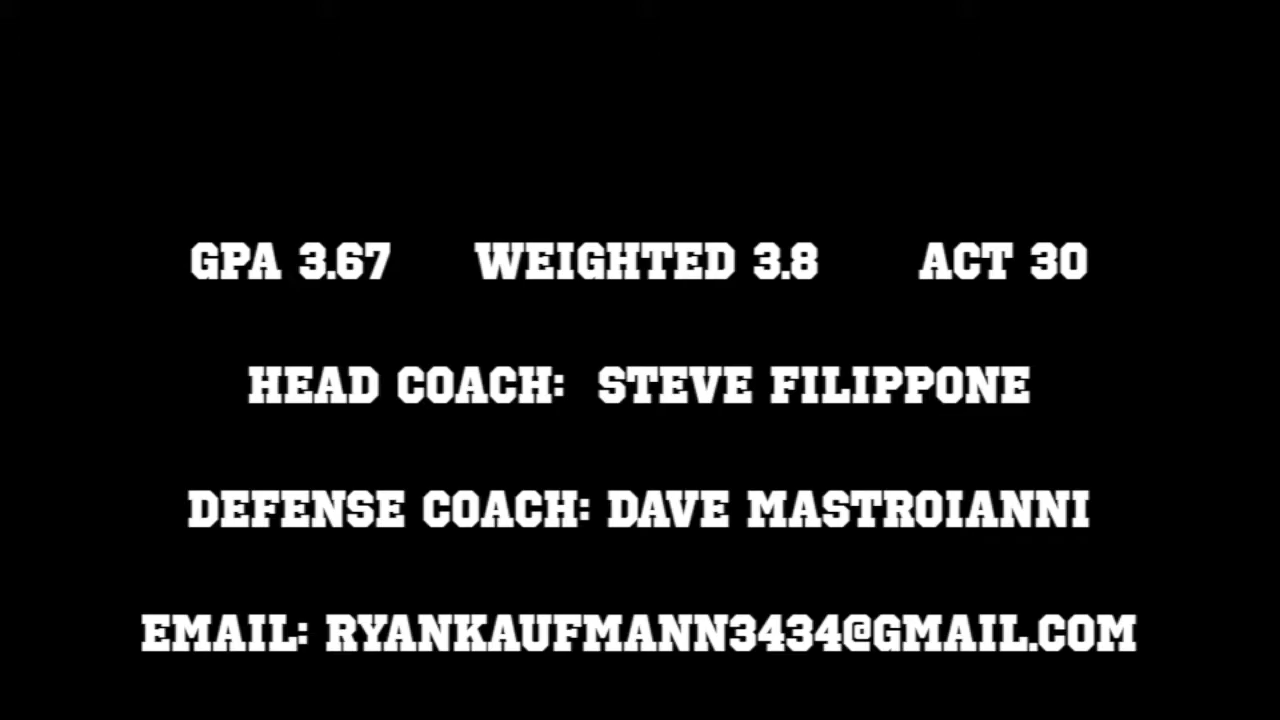 GPA 3.67 WEIGHTED 3.8 ACT 30
HEAD COACH: STEVE FILIPPONE
DEFENSE COACH: DAVE MASTROIANNI
EMAIL: RYANKAUFMANN3434@GMAIL.COM